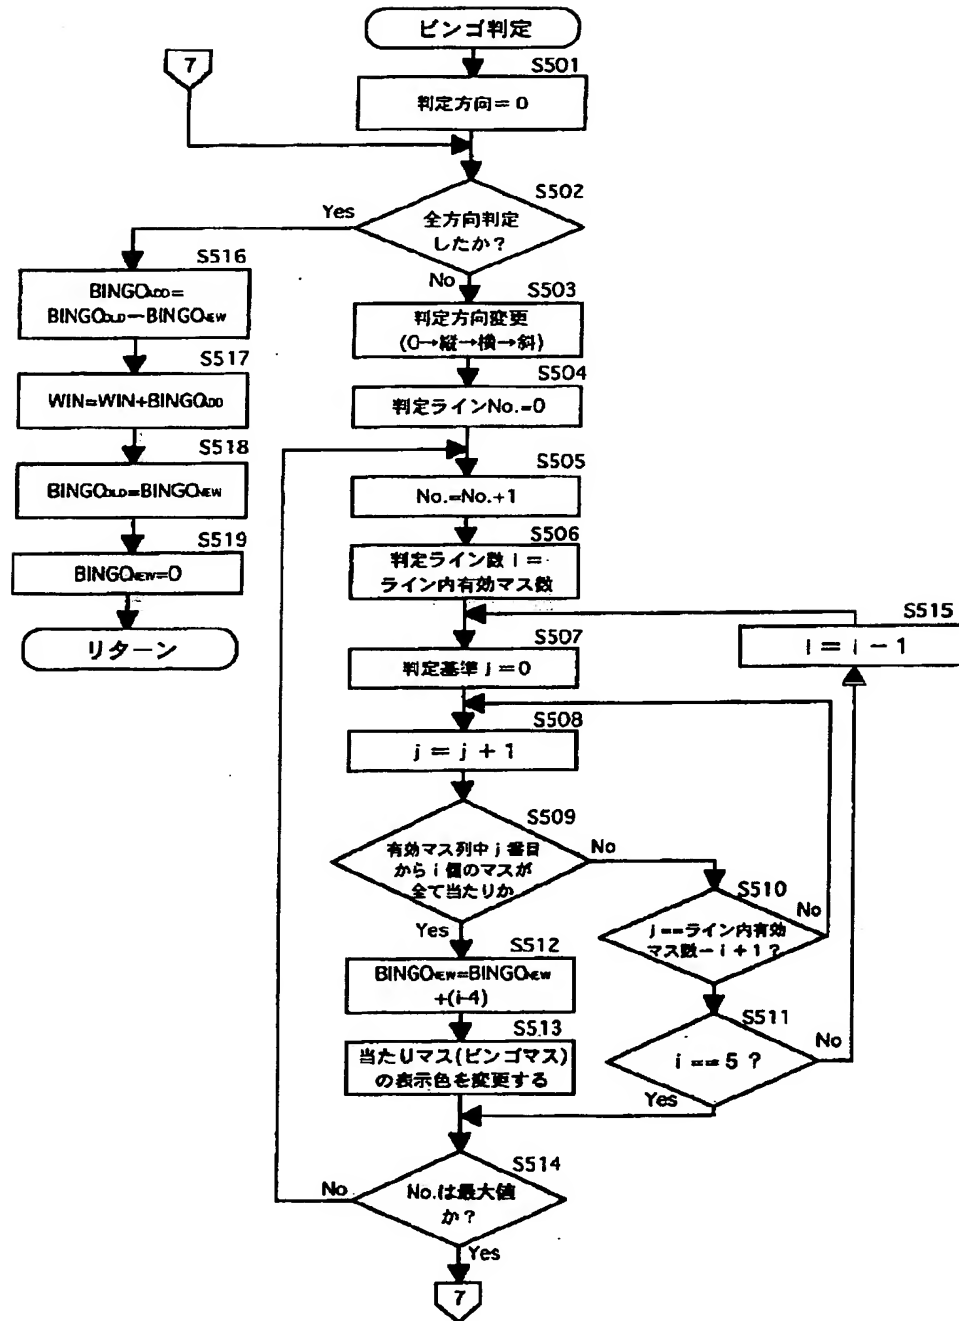 ビンゴ判定
7
S501
判定方向=0
S502
全方向判定
したか?
Yes
No
S516
BINGOADD=
BINGOOLD−BINGONEW
S503
判定方向変更
(0→縦→横→斜)
S517
WIN=WIN+BINGOADD
S504
判定ラインNo.=0
S518
BINGOOLD=BINGONEW
S505
No.=No.+1
S519
BINGONEW=0
S506
判定ライン数 i =
ライン内有効マス数
リターン
S515
i = i − 1
S507
判定基準 j = 0
S508
j = j + 1
S509
有効マス列中 j 番目
から i 個のマスが
全て当たりか
No
Yes
S510
j==ライン内有効
マス数− i + 1 ?
No
S512
BINGONEW=BINGONEW
+(i-4)
S511
i == 5 ?
No
Yes
S513
当たりマス(ビンゴマス)
の表示色を変更する
S514
No.は最大値
か?
No
Yes
7